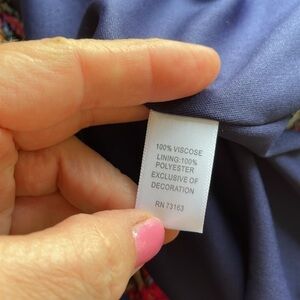 100% VISCOSE
LINING:100%
POLYESTER
EXCLUSIVE OF
DECORATION
RN 73163